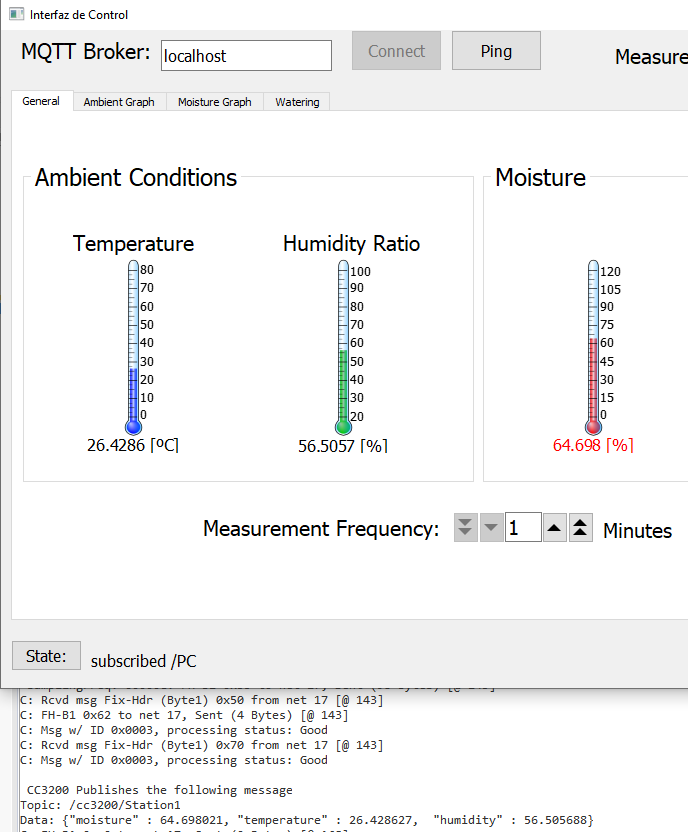 Interfaz de Control
MQTT Broker: localhost Connect Ping Measure
General Ambient Graph Moisture Graph Watering
Ambient Conditions Moisture
Temperature Humidity Ratio
80 100 120
70 90 105
60 80 90
50 70 75
40 60 60
30 50 45
20 40 30
10 30 15
0 20 0
26.4286 [ºC] 56.5057 [%] 64.698 [%]
Measurement Frequency: 1 Minutes
State: subscribed /PC
C: Rcvd msg Fix-Hdr (Byte1) 0x50 from net 17 [@ 143]
C: FH-B1 0x62 to net 17, Sent (4 Bytes) [@ 143]
C: Msg w/ ID 0x0003, processing status: Good
C: Rcvd msg Fix-Hdr (Byte1) 0x70 from net 17 [@ 143]
C: Msg w/ ID 0x0003, processing status: Good
CC3200 Publishes the following message
Topic: /cc3200/Station1
Data: {"moisture" : 64.698021, "temperature" : 26.428627,  "humidity" : 56.505688}